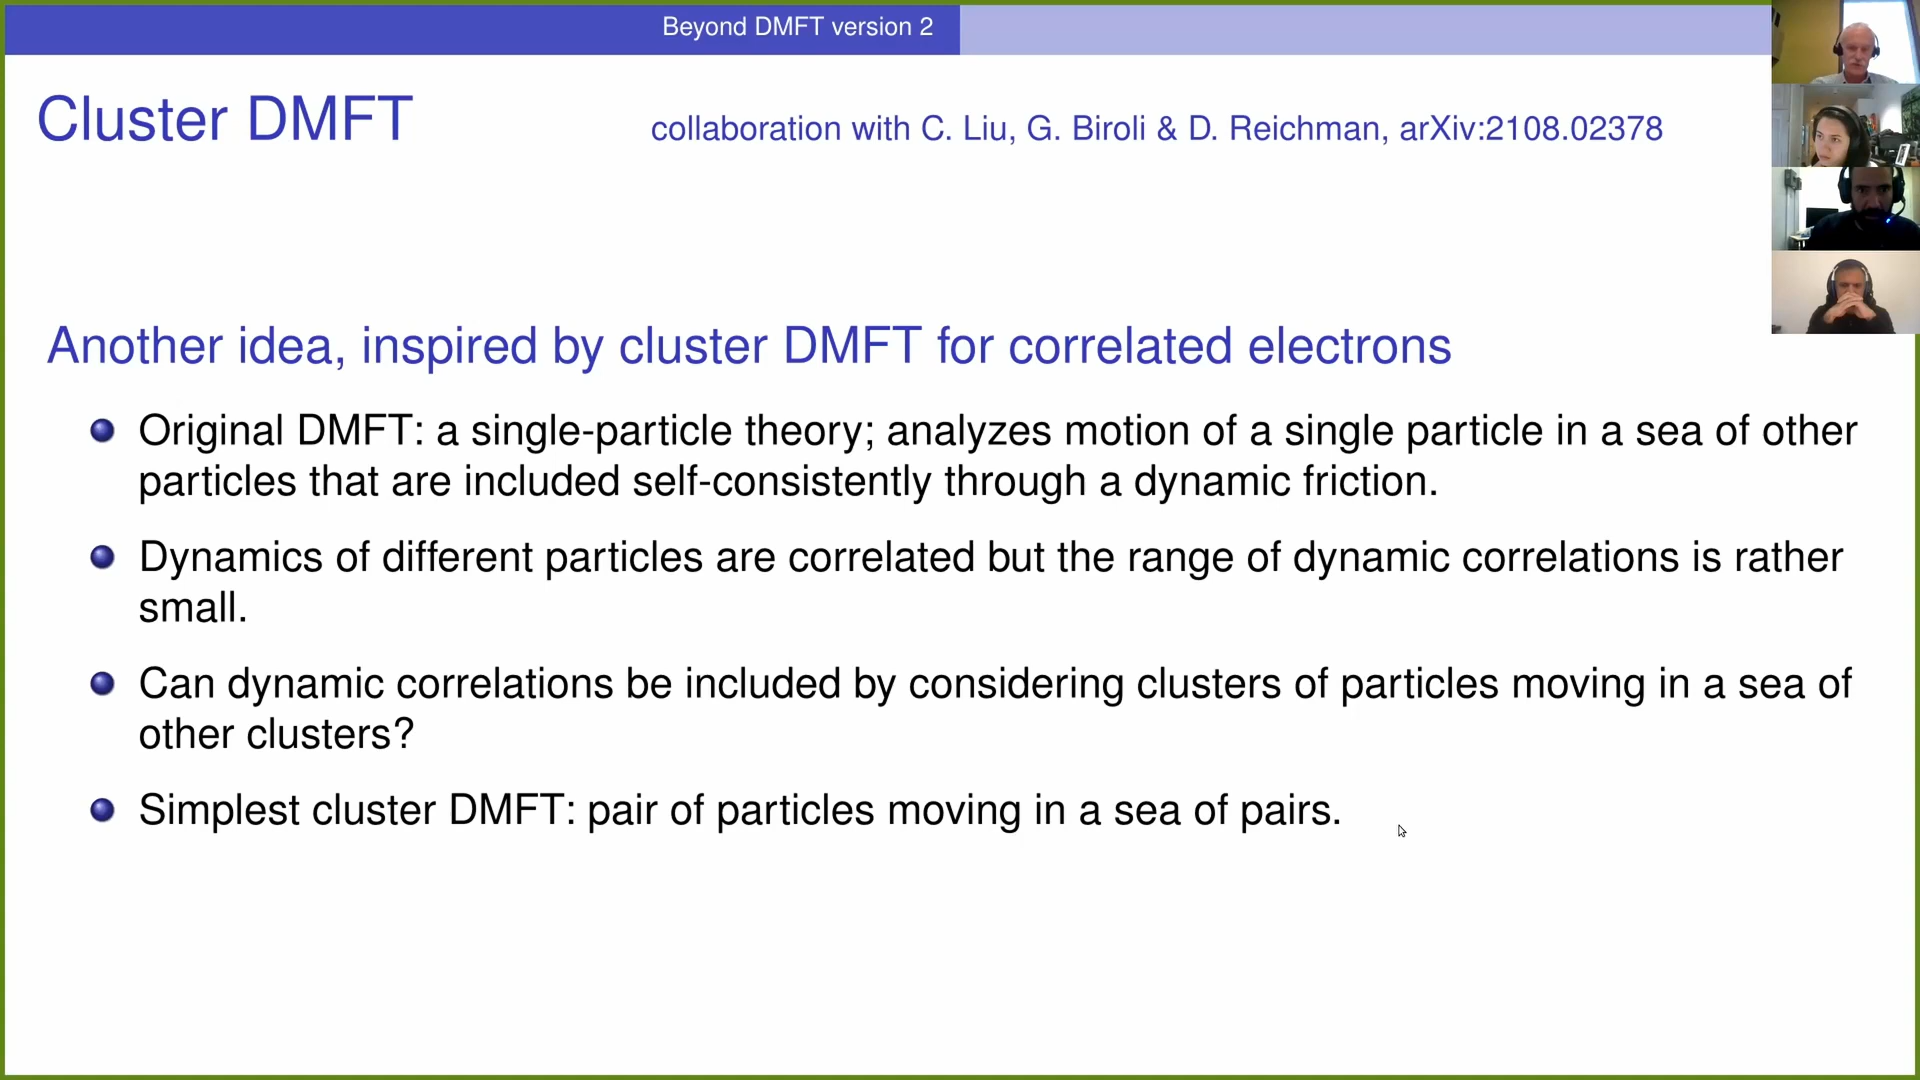 Beyond DMFT version 2
Cluster DMFT
collaboration with C. Liu, G. Biroli & D. Reichman, arXiv:2108.02378
Another idea, inspired by cluster DMFT for correlated electrons
Original DMFT: a single-particle theory; analyzes motion of a single particle in a sea of other
particles that are included self-consistently through a dynamic friction.
Dynamics of different particles are correlated but the range of dynamic correlations is rather
small.
Can dynamic correlations be included by considering clusters of particles moving in a sea of
other clusters?
Simplest cluster DMFT: pair of particles moving in a sea of pairs.